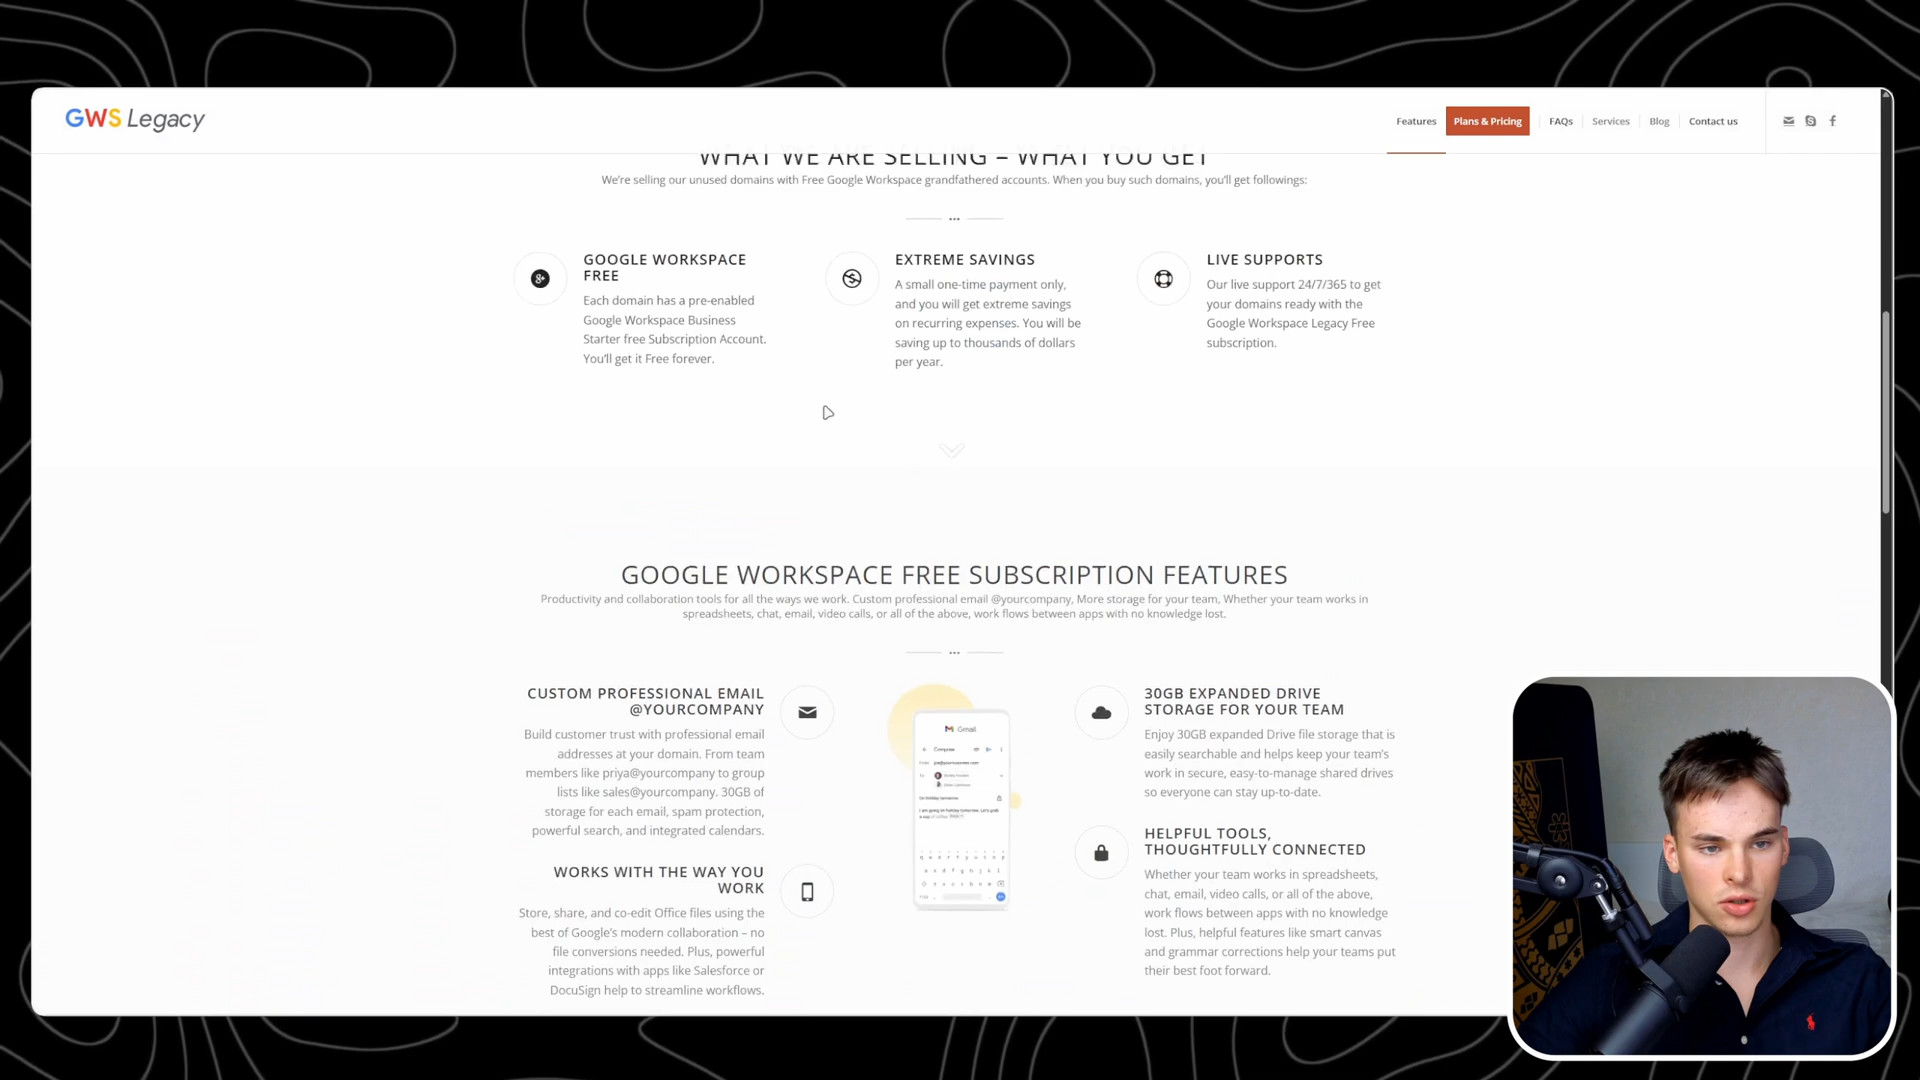 GWS Legacy
Features
Plans & Pricing
FAQs
Services
Blog
Contact us
WHAT WE ARE SELLING – WHAT YOU GET
We're selling our unused domains with Free Google Workspace grandfathered accounts. When you buy such domains, you'll get followings:
GOOGLE WORKSPACE
FREE
Each domain has a pre-enabled
Google Workspace Business
Starter free Subscription Account.
You'll get it Free forever.
EXTREME SAVINGS
A small one-time payment only,
and you will get extreme savings
on recurring expenses. You will be
saving up to thousands of dollars
per year.
LIVE SUPPORTS
Our live support 24/7/365 to get
your domains ready with the
Google Workspace Legacy Free
subscription.
GOOGLE WORKSPACE FREE SUBSCRIPTION FEATURES
Productivity and collaboration tools for all the ways we work. Custom professional email @yourcompany, More storage for your team, Whether your team works in
spreadsheets, chat, email, video calls, or all of the above, work flows between apps with no knowledge lost.
CUSTOM PROFESSIONAL EMAIL
@YOURCOMPANY
Build customer trust with professional email
addresses at your domain. From team
members like priya@yourcompany to group
lists like sales@yourcompany. 30GB of
storage for each email, spam protection,
powerful search, and integrated calendars.
WORKS WITH THE WAY YOU
WORK
Store, share, and co-edit Office files using the
best of Google's modern collaboration – no
file conversions needed. Plus, powerful
integrations with apps like Salesforce or
DocuSign help to streamline workflows.
Gmail
Compose
30GB EXPANDED DRIVE
STORAGE FOR YOUR TEAM
Enjoy 30GB expanded Drive file storage that is
easily searchable and helps keep your team's
work in secure, easy-to-manage shared drives
so everyone can stay up-to-date.
HELPFUL TOOLS,
THOUGHTFULLY CONNECTED
Whether your team works in spreadsheets,
chat, email, video calls, or all of the above,
work flows between apps with no knowledge
lost. Plus, helpful features like smart canvas
and grammar corrections help your teams put
their best foot forward.